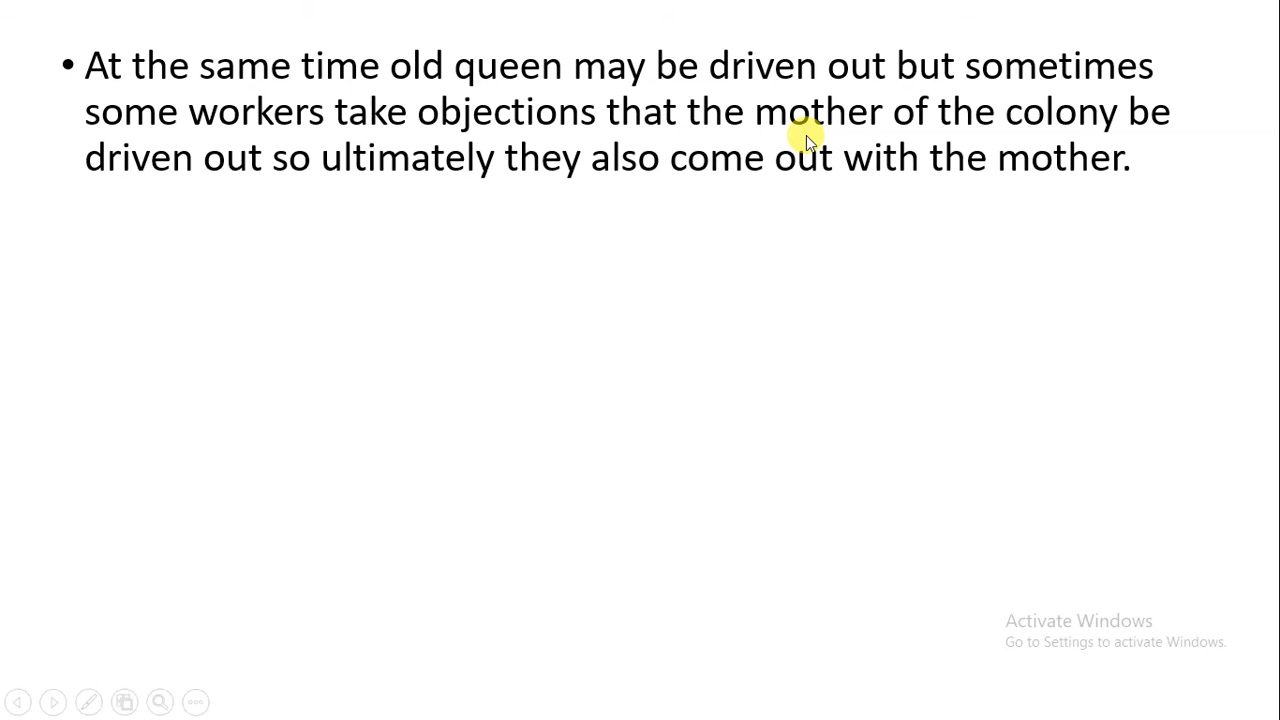 • At the same time old queen may be driven out but sometimes
some workers take objections that the mother of the colony be
driven out so ultimately they also come out with the mother.
Activate Windows
Go to Settings to activate Windows.